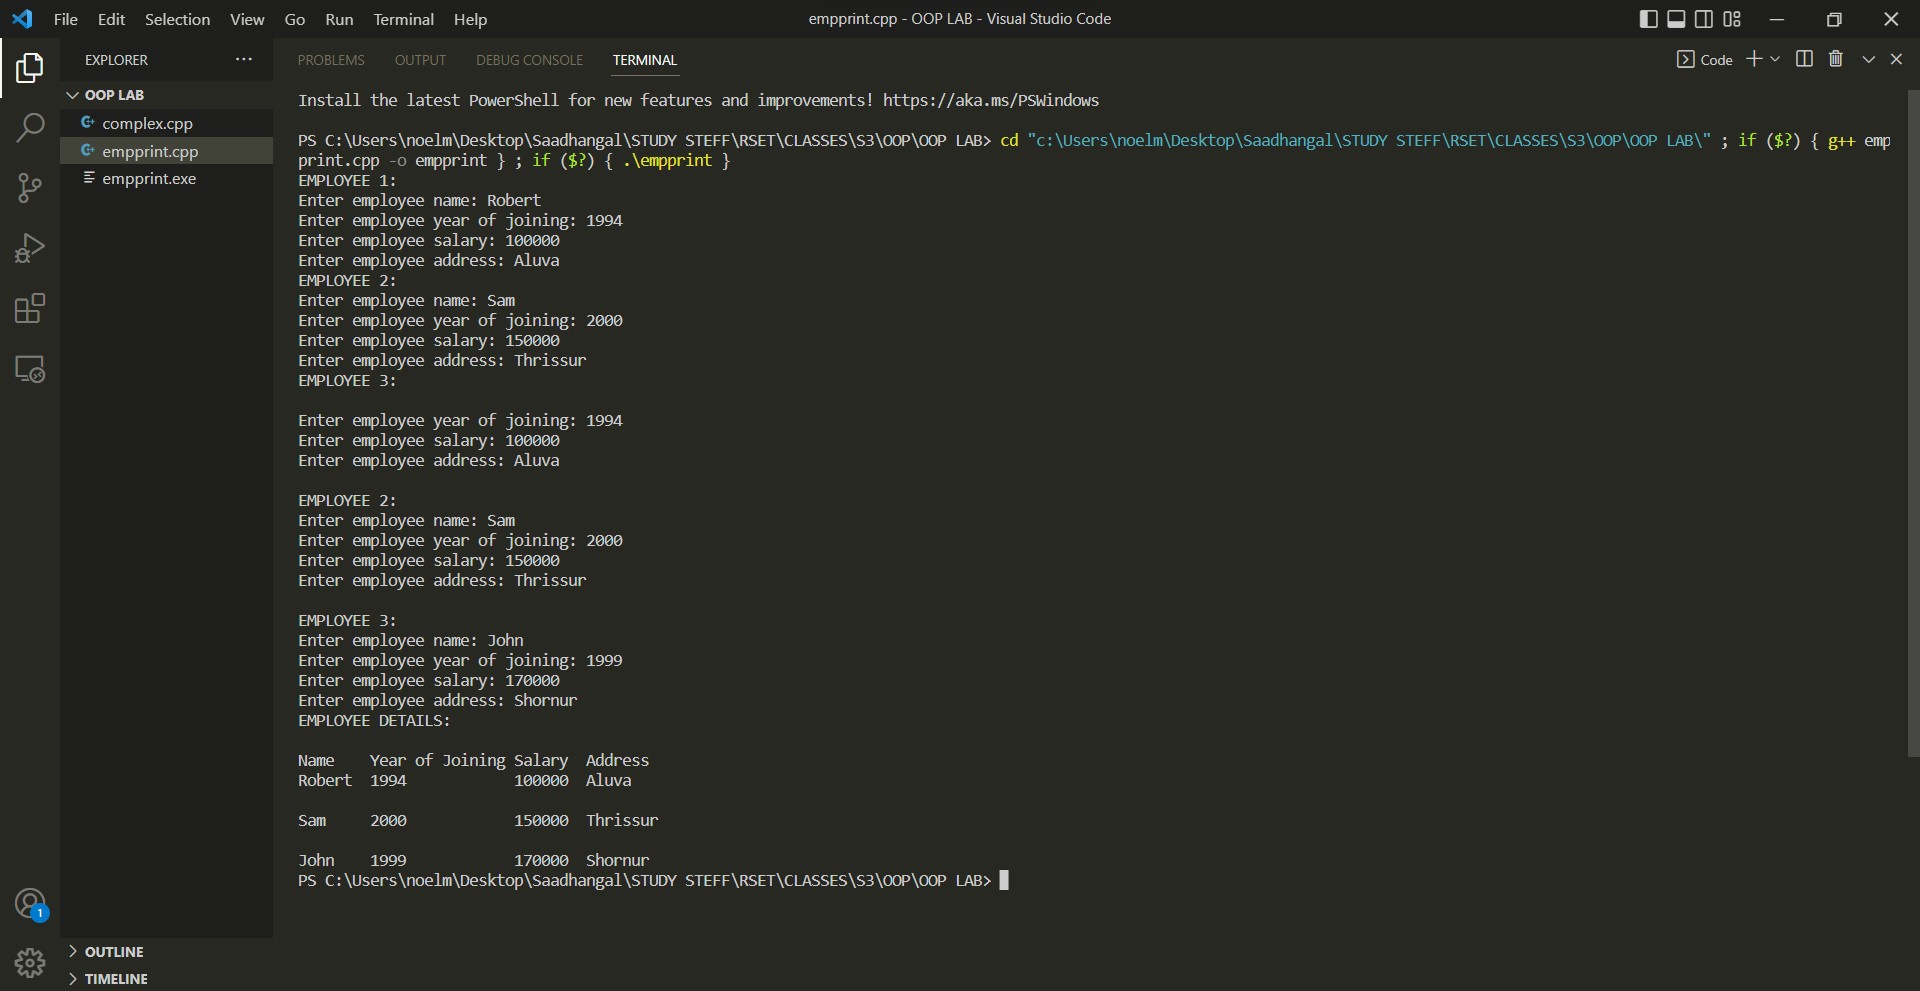 File Edit Selection View Go Run Terminal Help
empprint.cpp - OOP LAB - Visual Studio Code
EXPLORER
OOP LAB
complex.cpp
empprint.cpp
empprint.exe
OUTLINE
TIMELINE
1
PROBLEMS OUTPUT DEBUG CONSOLE TERMINAL
Code
Install the latest PowerShell for new features and improvements! https://aka.ms/PSWindows
PS C:\Users\noelm\Desktop\Saadhangal\STUDY STEFF\RSET\CLASSES\S3\OOP\OOP LAB> cd "c:\Users\noelm\Desktop\Saadhangal\STUDY STEFF\RSET\CLASSES\S3\OOP\OOP LAB\" ; if ($?) { g++ emp
print.cpp -o empprint } ; if ($?) { .\empprint }
EMPLOYEE 1:
Enter employee name: Robert
Enter employee year of joining: 1994
Enter employee salary: 100000
Enter employee address: Aluva
EMPLOYEE 2:
Enter employee name: Sam
Enter employee year of joining: 2000
Enter employee salary: 150000
Enter employee address: Thrissur
EMPLOYEE 3:
Enter employee year of joining: 1994
Enter employee salary: 100000
Enter employee address: Aluva
EMPLOYEE 2:
Enter employee name: Sam
Enter employee year of joining: 2000
Enter employee salary: 150000
Enter employee address: Thrissur
EMPLOYEE 3:
Enter employee name: John
Enter employee year of joining: 1999
Enter employee salary: 170000
Enter employee address: Shornur
EMPLOYEE DETAILS:
Name Year of Joining Salary Address
Robert 1994 100000 Aluva
Sam 2000 150000 Thrissur
John 1999 170000 Shornur
PS C:\Users\noelm\Desktop\Saadhangal\STUDY STEFF\RSET\CLASSES\S3\OOP\OOP LAB>